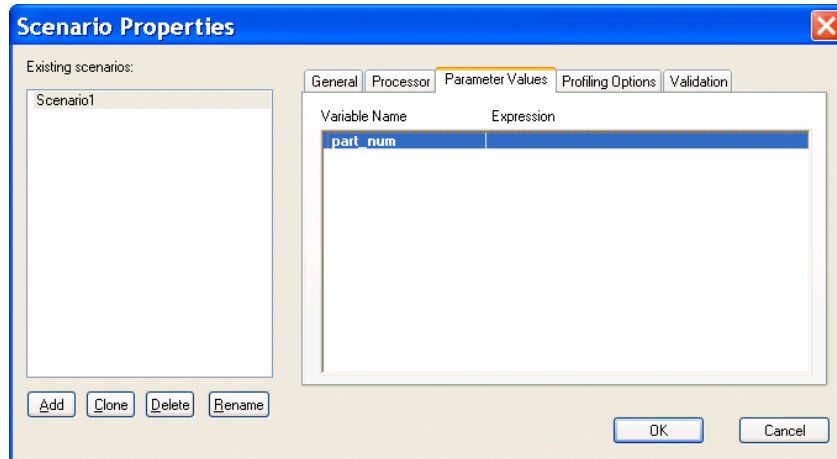 Scenario Properties
Existing scenarios:
Scenario1
Add Clone Delete Rename
General Processor Parameter Values Profiling Options Validation
Variable Name Expression
part_num
OK Cancel